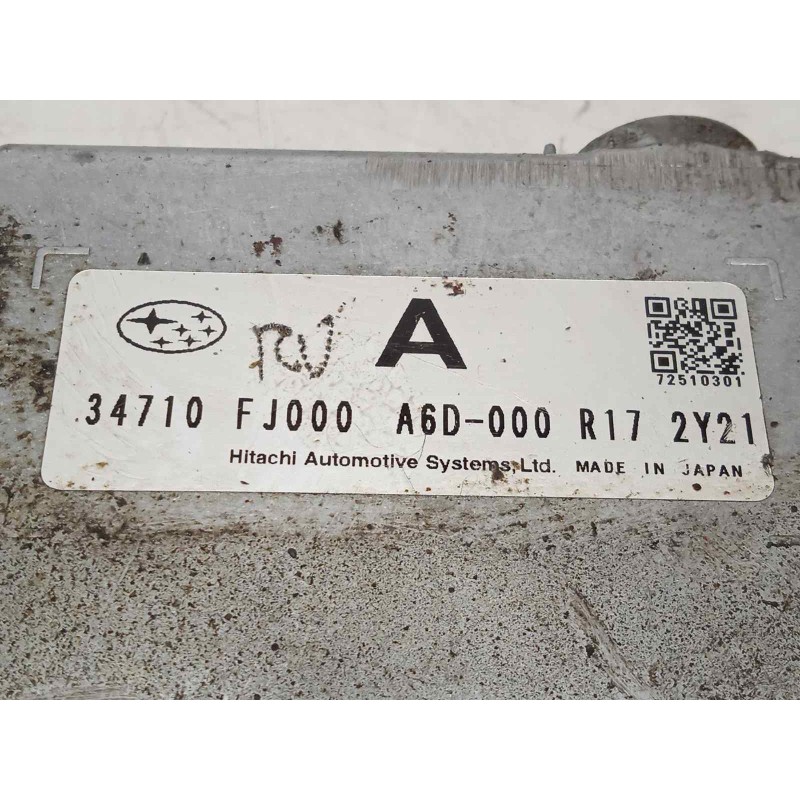 A
72510301
34710 FJ000 A6D-000 R17 2Y21
Hitachi Automotive Systems,Ltd. MADE IN JAPAN